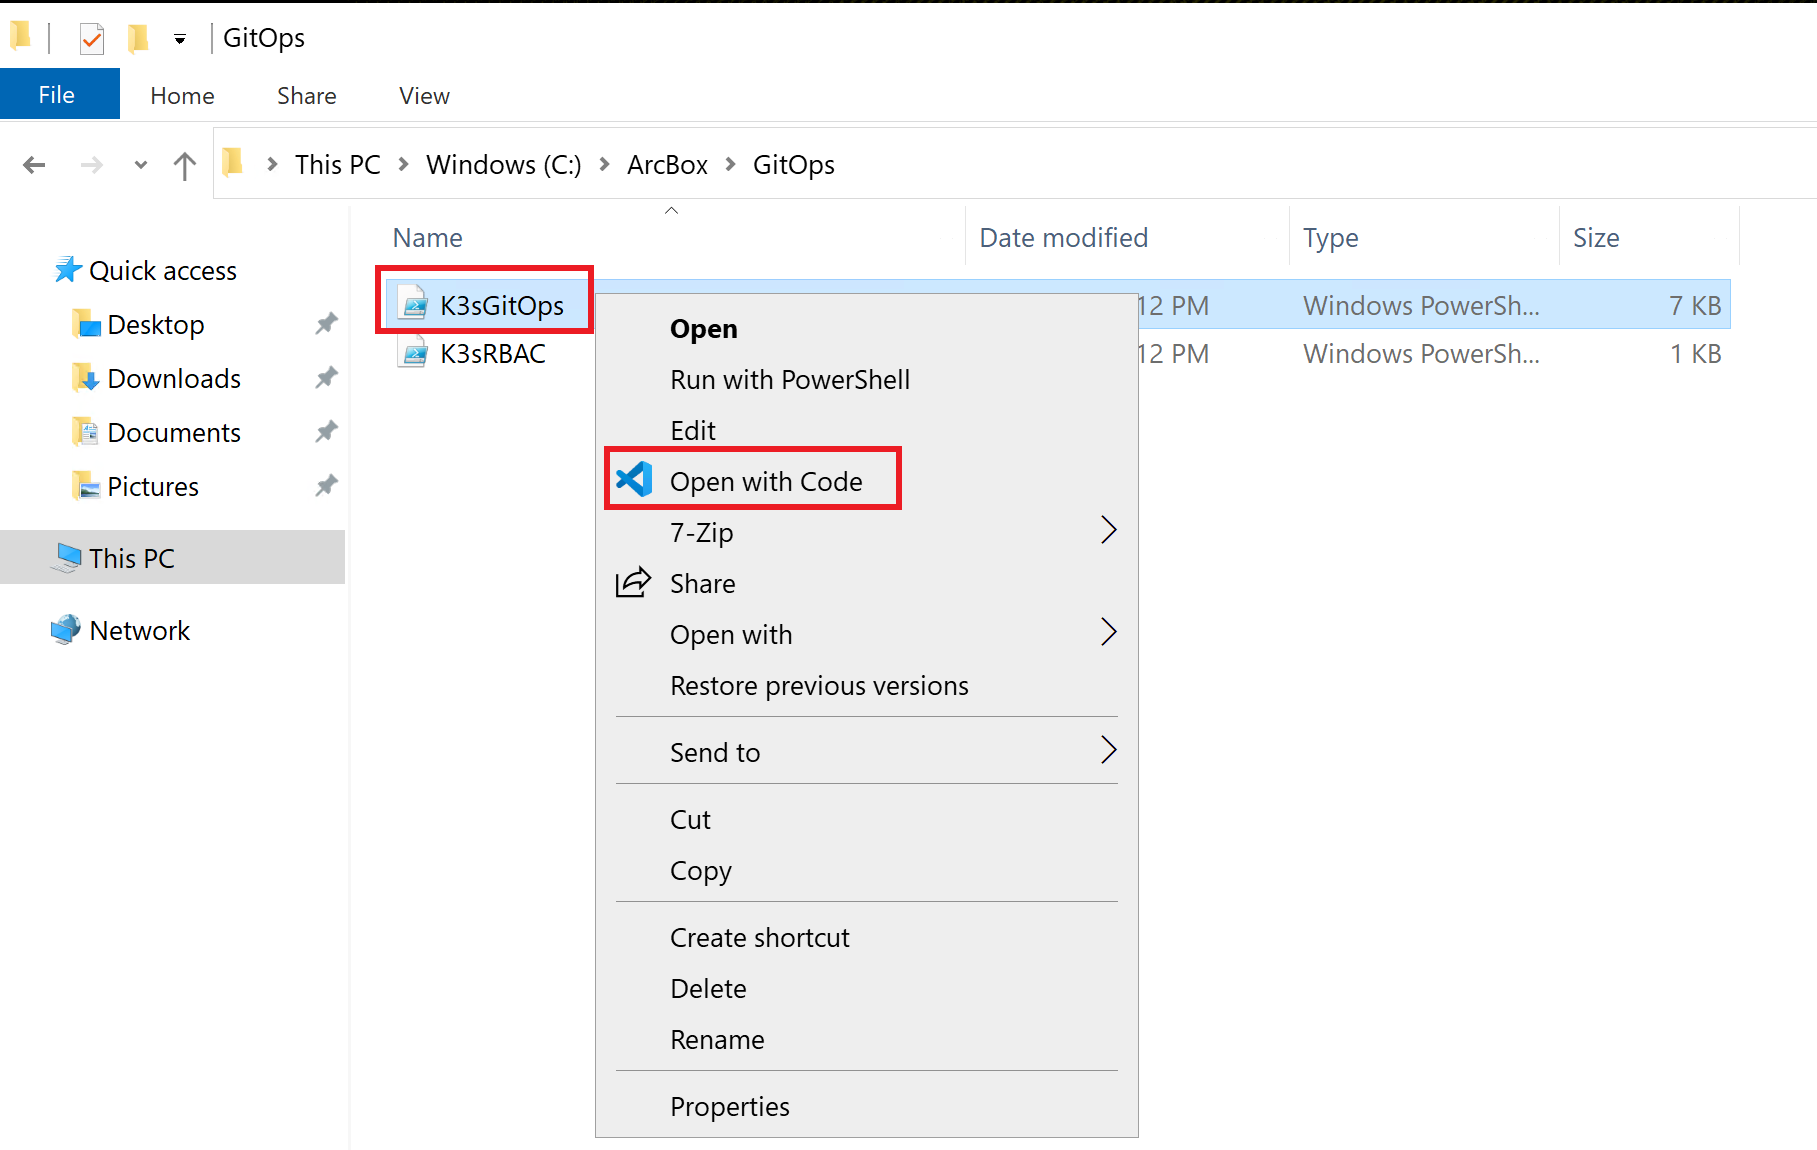 GitOps
File Home Share View
This PC Windows (C:) ArcBox GitOps
Name Date modified Type Size
Quick access
Desktop
Downloads
Documents
Pictures
This PC
Network
K3sGitOps 12 PM Windows PowerSh... 7 KB
K3sRBAC 12 PM Windows PowerSh... 1 KB
Open
Run with PowerShell
Edit
Open with Code
7-Zip
Share
Open with
Restore previous versions
Send to
Cut
Copy
Create shortcut
Delete
Rename
Properties